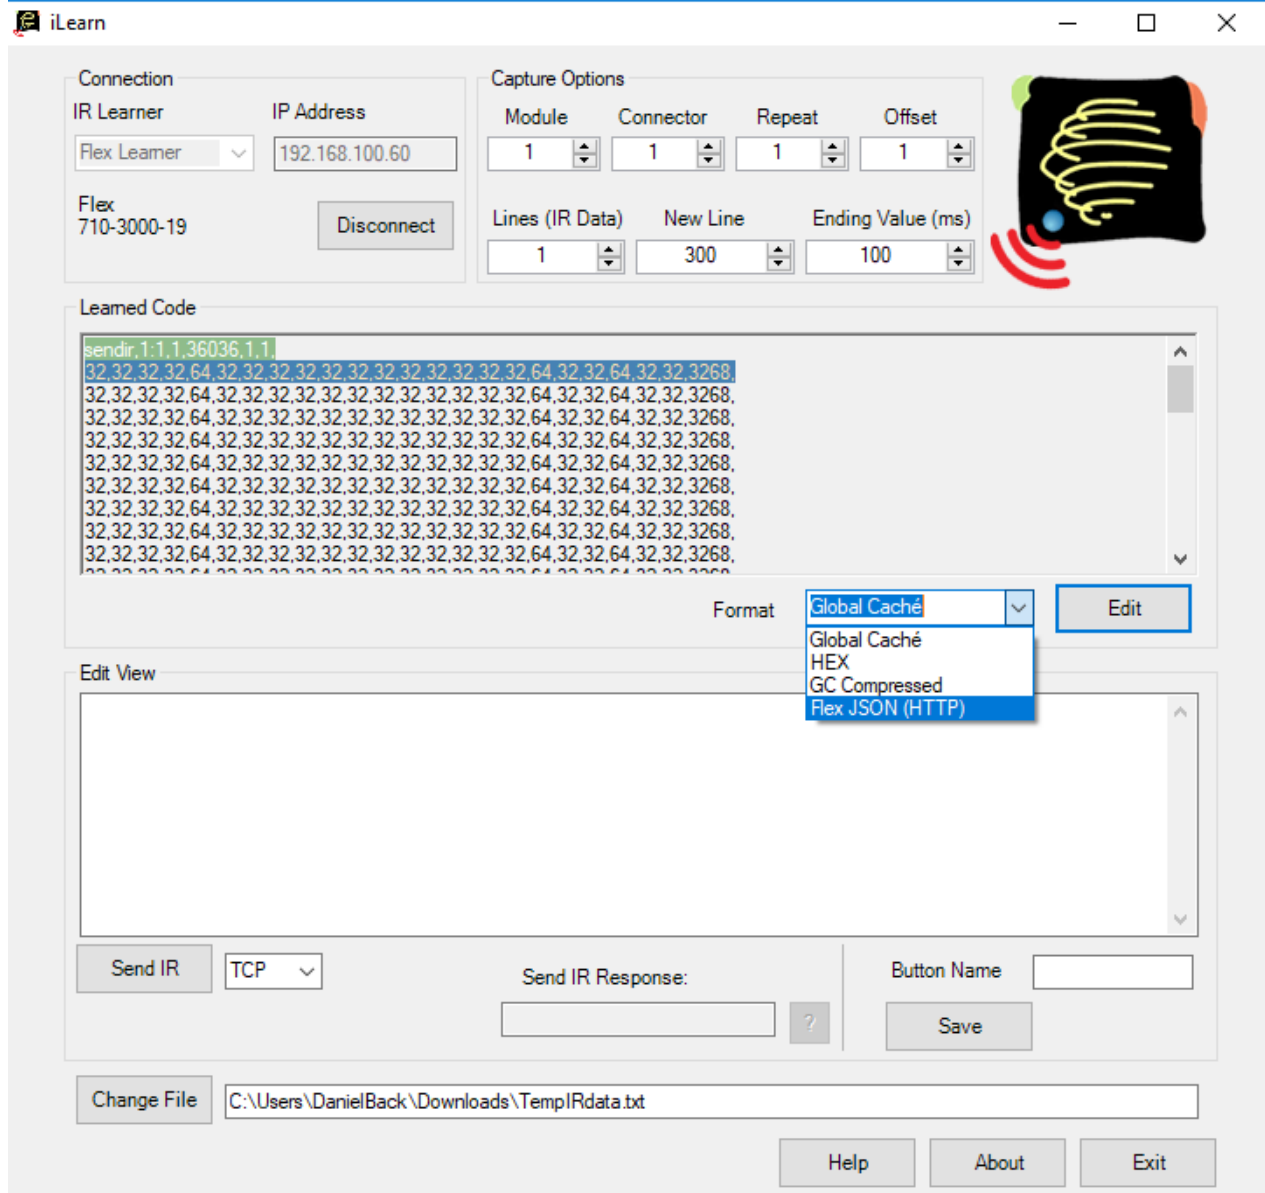 iLearn
Connection
IR Learner IP Address
Flex Learner 192.168.100.60
Flex
710-3000-19
Disconnect
Capture Options
Module Connector Repeat Offset
1 1 1 1
Lines (IR Data) New Line Ending Value (ms)
1 300 100
Learned Code
sendir,1:1,1,36036,1,1,
32,32,32,32,64,32,32,32,32,32,32,32,32,32,32,32,32,64,32,32,64,32,32,3268,
32,32,32,32,64,32,32,32,32,32,32,32,32,32,32,32,32,64,32,32,64,32,32,3268,
32,32,32,32,64,32,32,32,32,32,32,32,32,32,32,32,32,64,32,32,64,32,32,3268,
32,32,32,32,64,32,32,32,32,32,32,32,32,32,32,32,32,64,32,32,64,32,32,3268,
32,32,32,32,64,32,32,32,32,32,32,32,32,32,32,32,32,64,32,32,64,32,32,3268,
32,32,32,32,64,32,32,32,32,32,32,32,32,32,32,32,32,64,32,32,64,32,32,3268,
32,32,32,32,64,32,32,32,32,32,32,32,32,32,32,32,32,64,32,32,64,32,32,3268,
32,32,32,32,64,32,32,32,32,32,32,32,32,32,32,32,32,64,32,32,64,32,32,3268,
32,32,32,32,64,32,32,32,32,32,32,32,32,32,32,32,32,64,32,32,64,32,32,3268,
Format Global Caché Edit
Global Caché
HEX
GC Compressed
Flex JSON (HTTP)
Edit View
Send IR TCP
Send IR Response:
?
Button Name
Save
Change File C:\Users\DanielBack\Downloads\TempIRdata.txt
Help About Exit